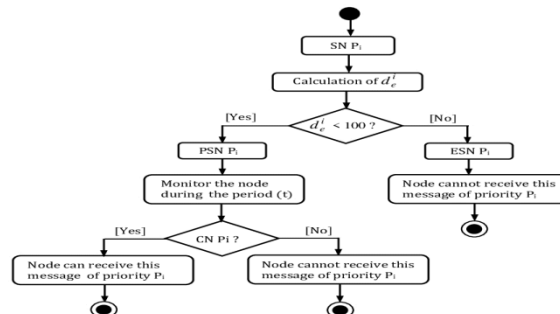 SN Pᵢ
Calculation of dₑⁱ
dₑⁱ < 100 ?
[Yes]
[No]
PSN Pᵢ
ESN Pᵢ
Monitor the node
during the period (t)
Node cannot receive this
message of priority Pᵢ
CN Pi ?
[Yes]
[No]
Node can receive this
message of priority Pᵢ
Node cannot receive this
message of priority Pᵢ